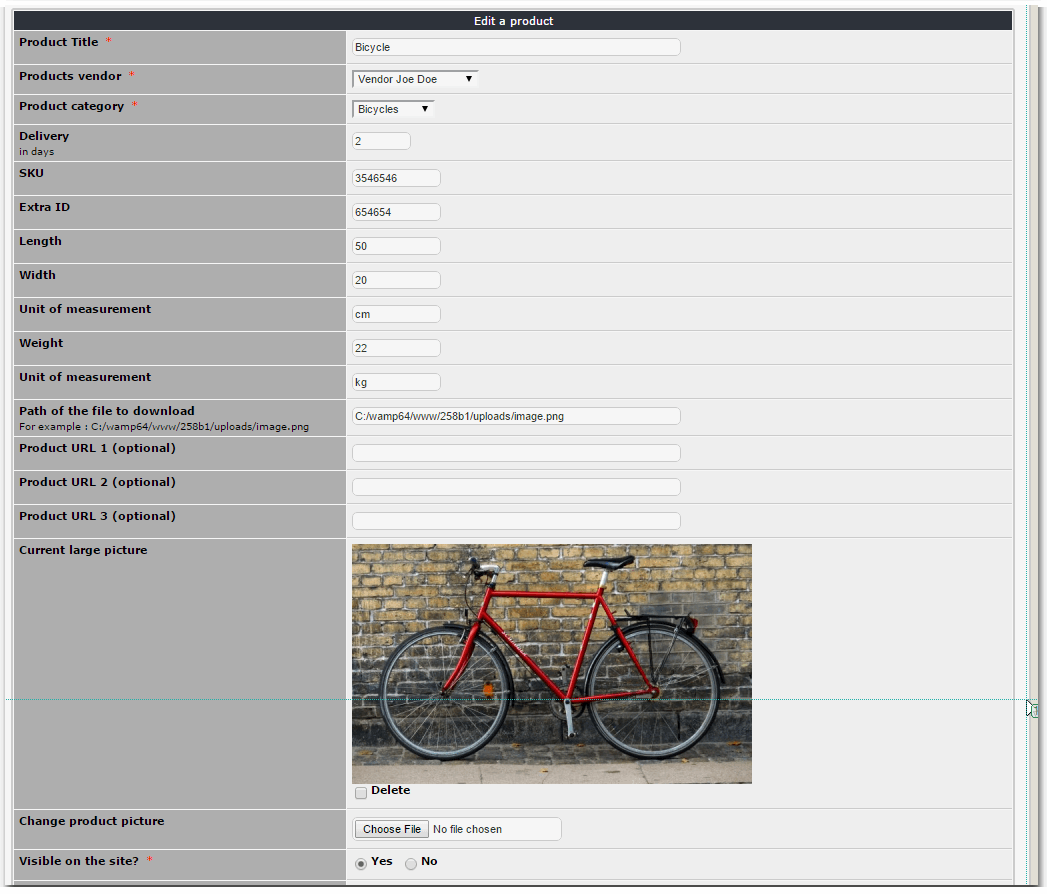 Edit a product
Product Title *
Bicycle
Products vendor *
Vendor Joe Doe
Product category *
Bicycles
Delivery
in days
2
SKU
3546546
Extra ID
654654
Length
50
Width
20
Unit of measurement
cm
Weight
22
Unit of measurement
kg
Path of the file to download
For example : C:/wamp64/www/258b1/uploads/image.png
C:/wamp64/www/258b1/uploads/image.png
Product URL 1 (optional)
Product URL 2 (optional)
Product URL 3 (optional)
Current large picture
Delete
Change product picture
Choose File No file chosen
Visible on the site? *
Yes No